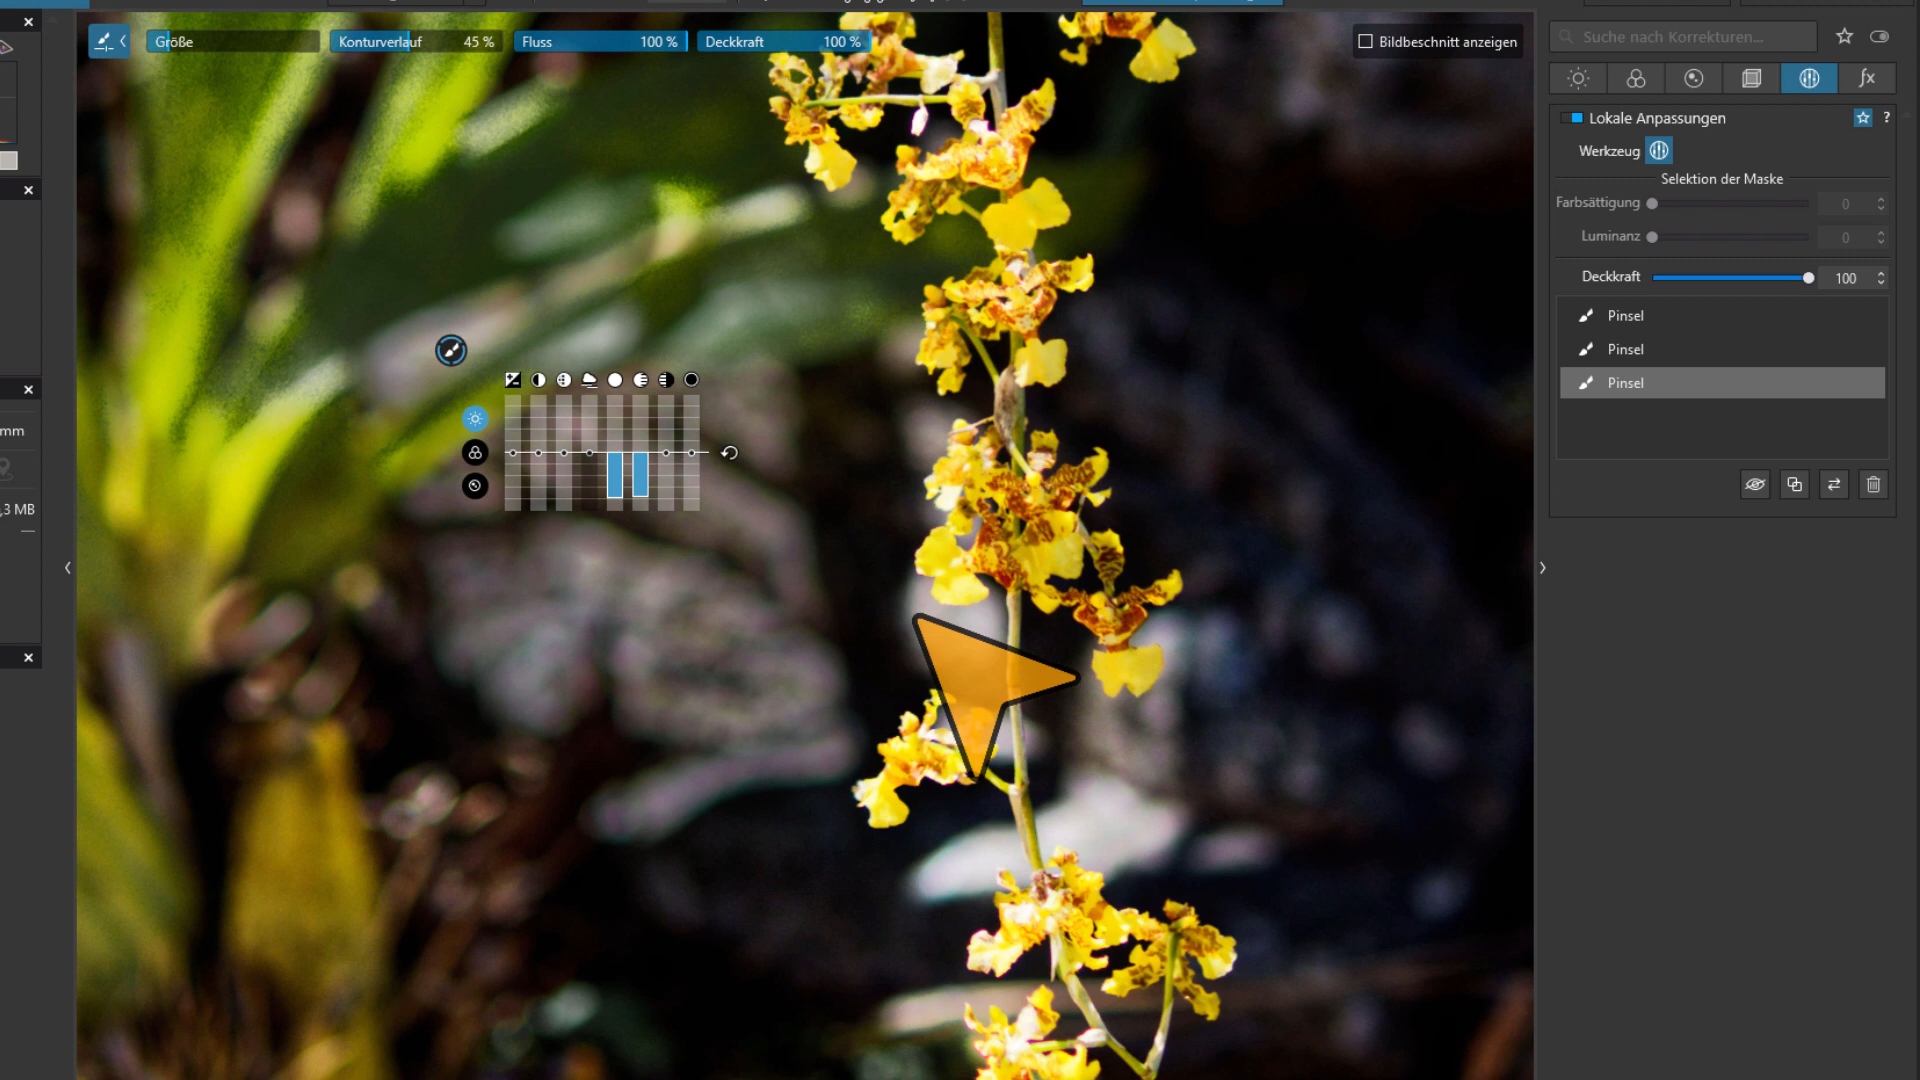 Größe
Konturverlauf 45 %
Fluss 100 %
Deckkraft 100 %
Bildbeschnitt anzeigen
Suche nach Korrekturen...
fx
Lokale Anpassungen ?
Werkzeug
Selektion der Maske
Farbsättigung 0
Luminanz 0
Deckkraft 100
Pinsel
Pinsel
Pinsel
mm
,3 MB